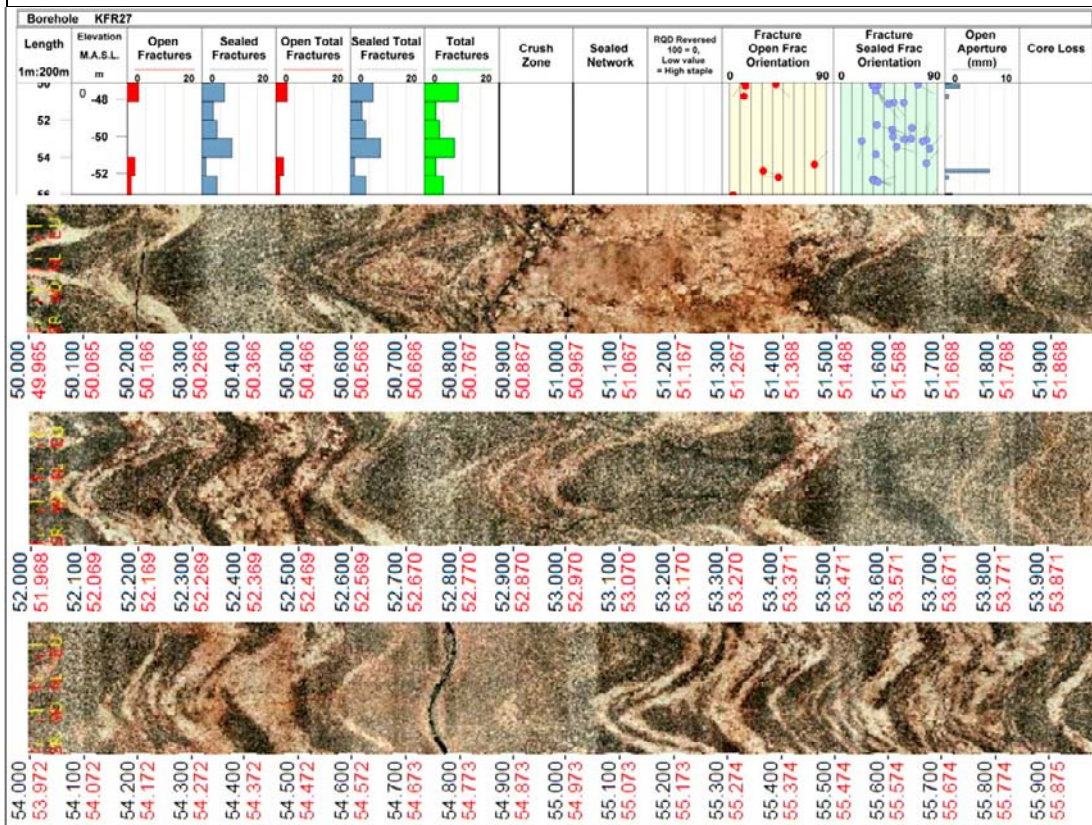 Borehole KFR27
Length
1m:200m
Elevation
M.A.S.L.
m
Open
Fractures
0 20
Sealed
Fractures
0 20
Open Total
Fractures
0 20
Sealed Total
Fractures
0 20
Total
Fractures
0 20
Crush
Zone
Sealed
Network
RQD Reversed
100 = 0,
Low value
= High staple
Fracture
Open Frac
Orientation
0 90
Fracture
Sealed Frac
Orientation
0 90
Open
Aperture
(mm)
0 10
Core Loss
52
54
-48
-50
-52
50.000 50.100 50.200 50.300 50.400 50.500 50.600 50.700 50.800 50.900 51.000 51.100 51.200 51.300 51.400 51.500 51.600 51.700 51.800 51.900
49.965 50.065 50.166 50.266 50.366 50.466 50.566 50.666 50.767 50.867 50.967 51.067 51.167 51.267 51.368 51.468 51.568 51.668 51.768 51.868
52.000 52.100 52.200 52.300 52.400 52.500 52.600 52.700 52.800 52.900 53.000 53.100 53.200 53.300 53.400 53.500 53.600 53.700 53.800 53.900
51.968 52.069 52.169 52.269 52.369 52.469 52.569 52.670 52.770 52.870 52.970 53.070 53.170 53.270 53.371 53.471 53.571 53.671 53.771 53.871
54.000 54.100 54.200 54.300 54.400 54.500 54.600 54.700 54.800 54.900 55.000 55.100 55.200 55.300 55.400 55.500 55.600 55.700 55.800 55.900
53.972 54.072 54.172 54.272 54.372 54.472 54.572 54.673 54.773 54.873 54.973 55.073 55.173 55.274 55.374 55.474 55.574 55.674 55.774 55.875